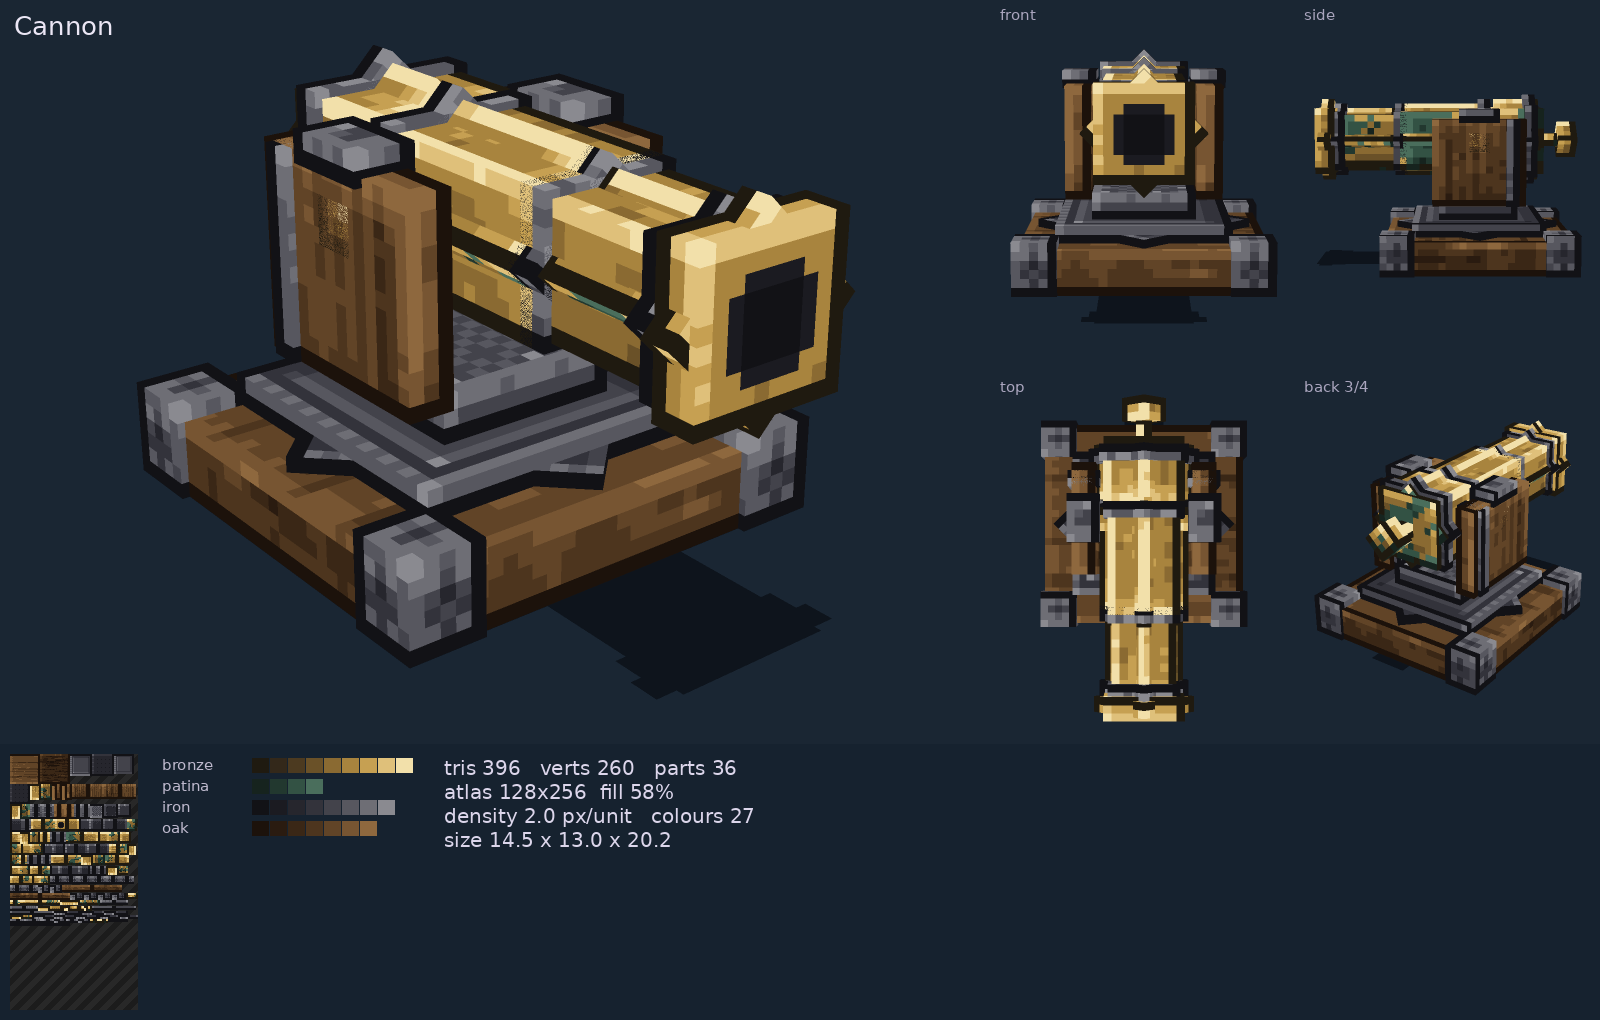 Cannon
front
side
top
back 3/4
bronze
patina
iron
oak
tris 396   verts 260   parts 36
atlas 128x256  fill 58%
density 2.0 px/unit   colours 27
size 14.5 x 13.0 x 20.2